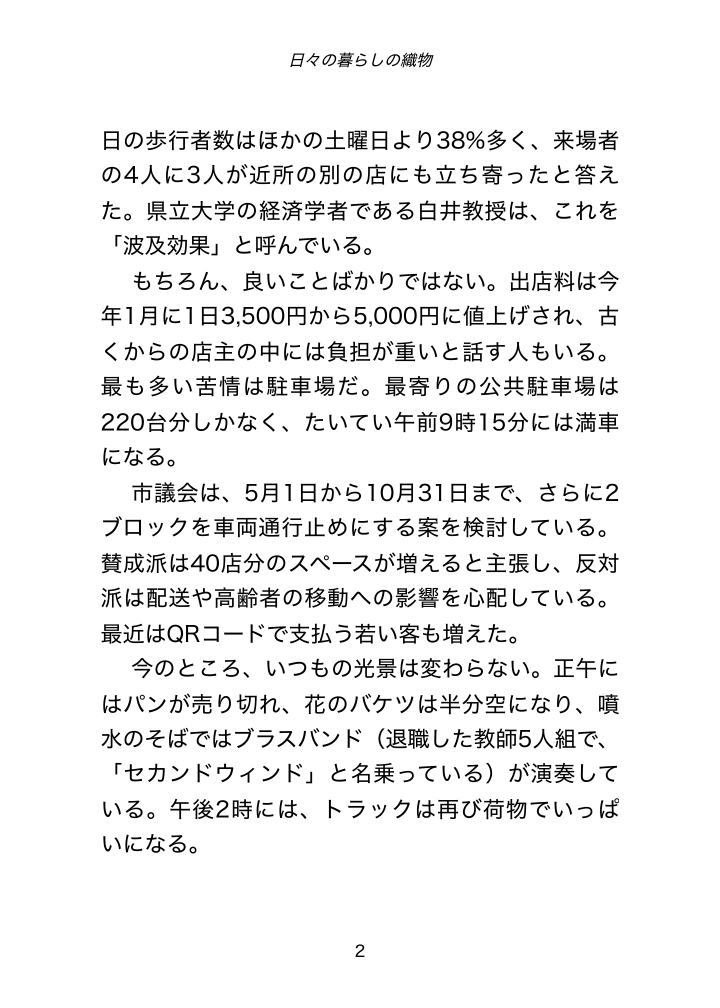 日々の暮らしの織物
日の歩行者数はほかの土曜日より38%多く、来場者
の4人に3人が近所の別の店にも立ち寄ったと答え
た。県立大学の経済学者である白井教授は、これを
「波及効果」と呼んでいる。
もちろん、良いことばかりではない。出店料は今
年1月に1日3,500円から5,000円に値上げされ、古
くからの店主の中には負担が重いと話す人もいる。
最も多い苦情は駐車場だ。最寄りの公共駐車場は
220台分しかなく、たいてい午前9時15分には満車
になる。
市議会は、5月1日から10月31日まで、さらに2
ブロックを車両通行止めにする案を検討している。
賛成派は40店分のスペースが増えると主張し、反対
派は配送や高齢者の移動への影響を心配している。
最近はQRコードで支払う若い客も増えた。
今のところ、いつもの光景は変わらない。正午に
はパンが売り切れ、花のバケツは半分空になり、噴
水のそばではブラスバンド（退職した教師5人組で、
「セカンドウィンド」と名乗っている）が演奏して
いる。午後2時には、トラックは再び荷物でいっぱ
いになる。
2